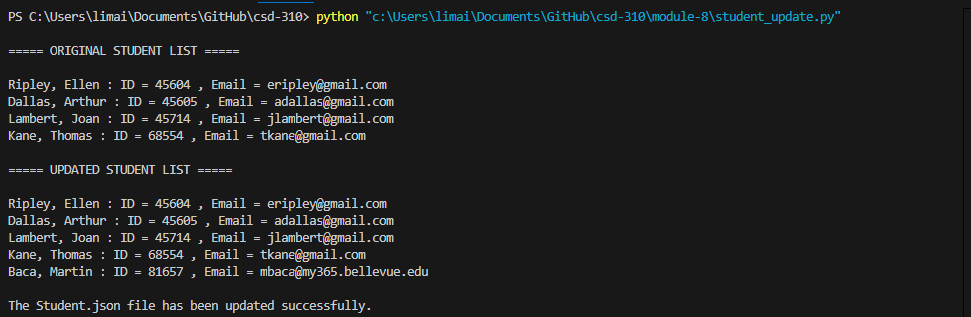 PS C:\Users\limai\Documents\GitHub\csd-310> python "c:\Users\limai\Documents\GitHub\csd-310\module-8\student_update.py"
===== ORIGINAL STUDENT LIST =====
Ripley, Ellen : ID = 45604 , Email = eripley@gmail.com
Dallas, Arthur : ID = 45605 , Email = adallas@gmail.com
Lambert, Joan : ID = 45714 , Email = jlambert@gmail.com
Kane, Thomas : ID = 68554 , Email = tkane@gmail.com
===== UPDATED STUDENT LIST =====
Ripley, Ellen : ID = 45604 , Email = eripley@gmail.com
Dallas, Arthur : ID = 45605 , Email = adallas@gmail.com
Lambert, Joan : ID = 45714 , Email = jlambert@gmail.com
Kane, Thomas : ID = 68554 , Email = tkane@gmail.com
Baca, Martin : ID = 81657 , Email = mbaca@my365.bellevue.edu
The Student.json file has been updated successfully.